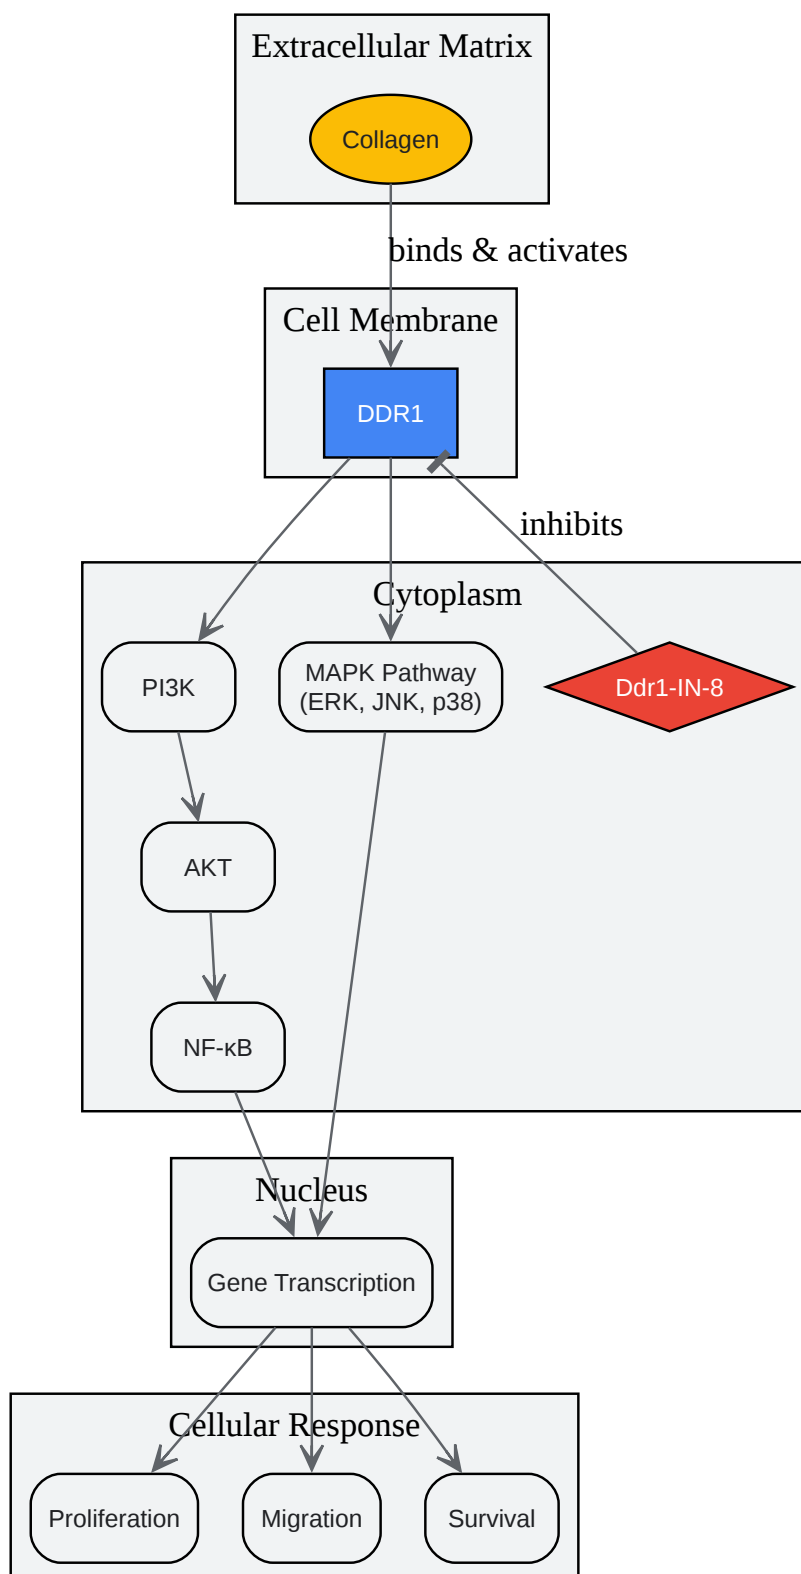 Extracellular Matrix
Collagen
binds & activates
Cell Membrane
DDR1
inhibits
Cytoplasm
PI3K
MAPK Pathway
(ERK, JNK, p38)
Ddr1-IN-8
AKT
NF-κB
Nucleus
Gene Transcription
Cellular Response
Proliferation
Migration
Survival